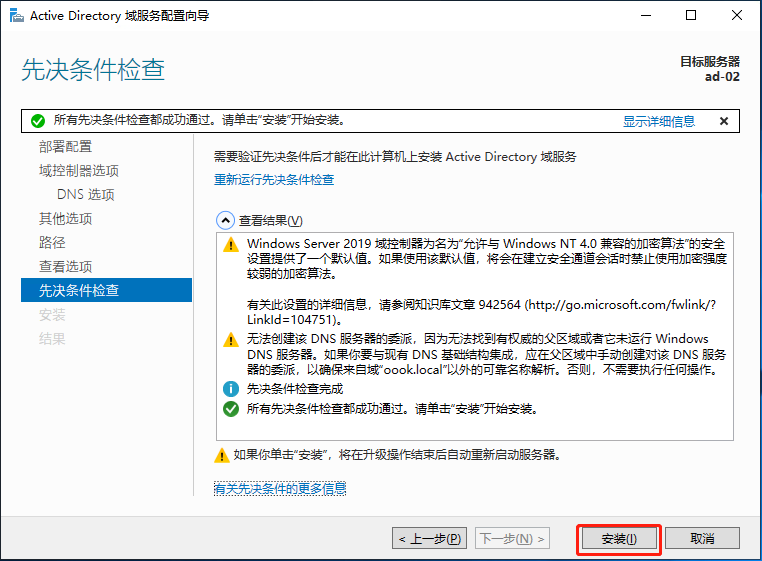 Active Directory 域服务配置向导
先决条件检查
目标服务器
ad-02
所有先决条件检查都成功通过。请单击“安装”开始安装。
显示详细信息
部署配置
域控制器选项
DNS 选项
其他选项
路径
查看选项
先决条件检查
安装
结果
需要验证先决条件后才能在此计算机上安装 Active Directory 域服务
重新运行先决条件检查
查看结果(V)
Windows Server 2019 域控制器为名为“允许与 Windows NT 4.0 兼容的加密算法”的安全
设置提供了一个默认值。如果使用该默认值，将会在建立安全通道会话时禁止使用加密强度
较弱的加密算法。
有关此设置的详细信息，请参阅知识库文章 942564 (http://go.microsoft.com/fwlink/?
LinkId=104751)。
无法创建该 DNS 服务器的委派，因为无法找到有权威的父区域或者它未运行 Windows
DNS 服务器。如果你要与现有 DNS 基础结构集成，应在父区域中手动创建对该 DNS 服务
器的委派，以确保来自域“oook.local”以外的可靠名称解析。否则，不需要执行任何操作。
先决条件检查完成
所有先决条件检查都成功通过。请单击“安装”开始安装。
如果你单击“安装”，将在升级操作结束后自动重新启动服务器。
有关先决条件的更多信息
< 上一步(P)
下一步(N) >
安装(I)
取消